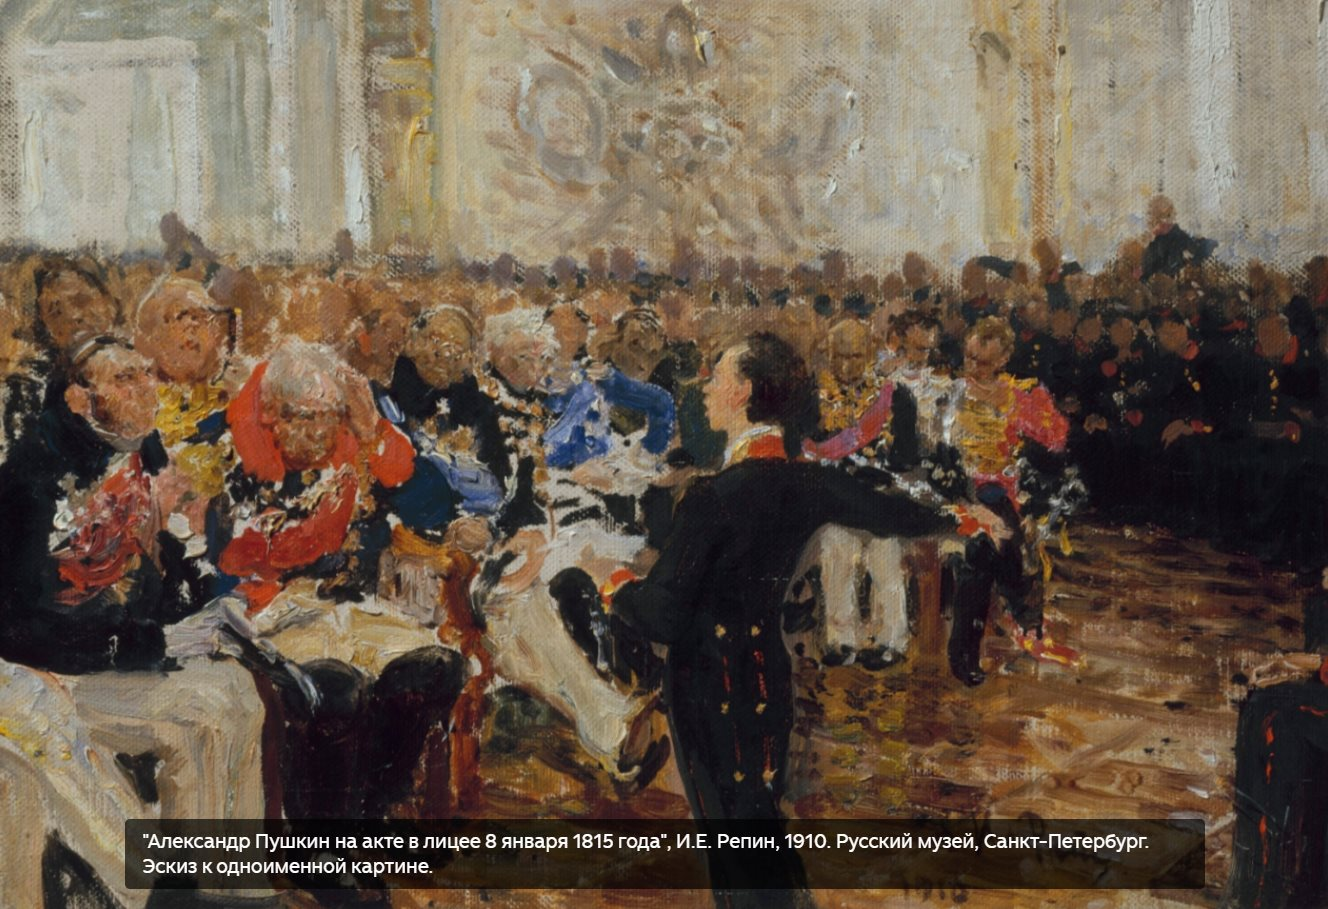 "Александр Пушкин на акте в лицее 8 января 1815 года", И.Е. Репин, 1910. Русский музей, Санкт-Петербург.
Эскиз к одноименной картине.